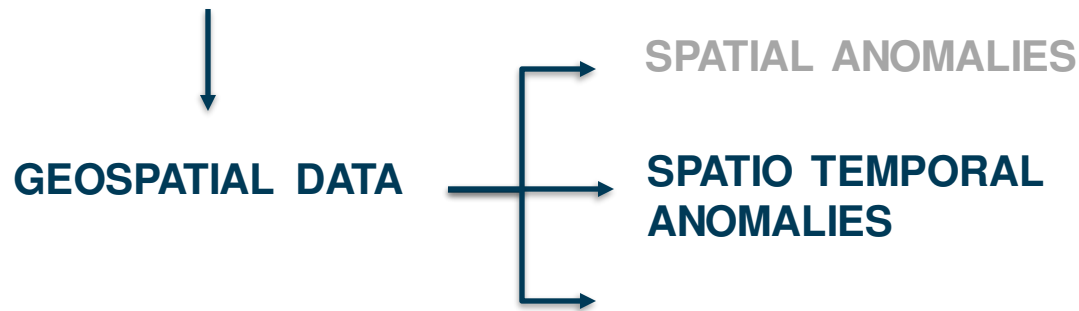 SPATIAL ANOMALIES
GEOSPATIAL DATA
SPATIO TEMPORAL
ANOMALIES